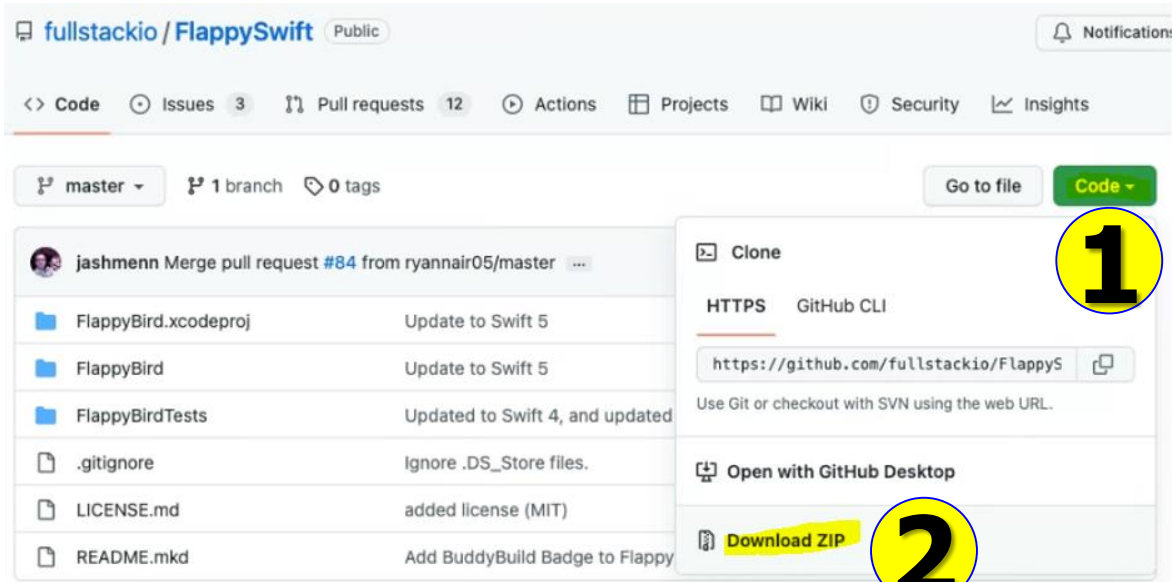 fullstackio / FlappySwift Public
Notifications
Code Issues 3 Pull requests 12 Actions Projects Wiki Security Insights
master 1 branch 0 tags Go to file Code
1
jashmenn Merge pull request #84 from ryannair05/master ...
FlappyBird.xcodeproj Update to Swift 5
FlappyBird Update to Swift 5
FlappyBirdTests Updated to Swift 4, and updated
.gitignore Ignore .DS_Store files.
LICENSE.md added license (MIT)
README.mkd Add BuddyBuild Badge to Flappy
Clone
HTTPS GitHub CLI
https://github.com/fullstackio/FlappyS
Use Git or checkout with SVN using the web URL.
Open with GitHub Desktop
Download ZIP
2